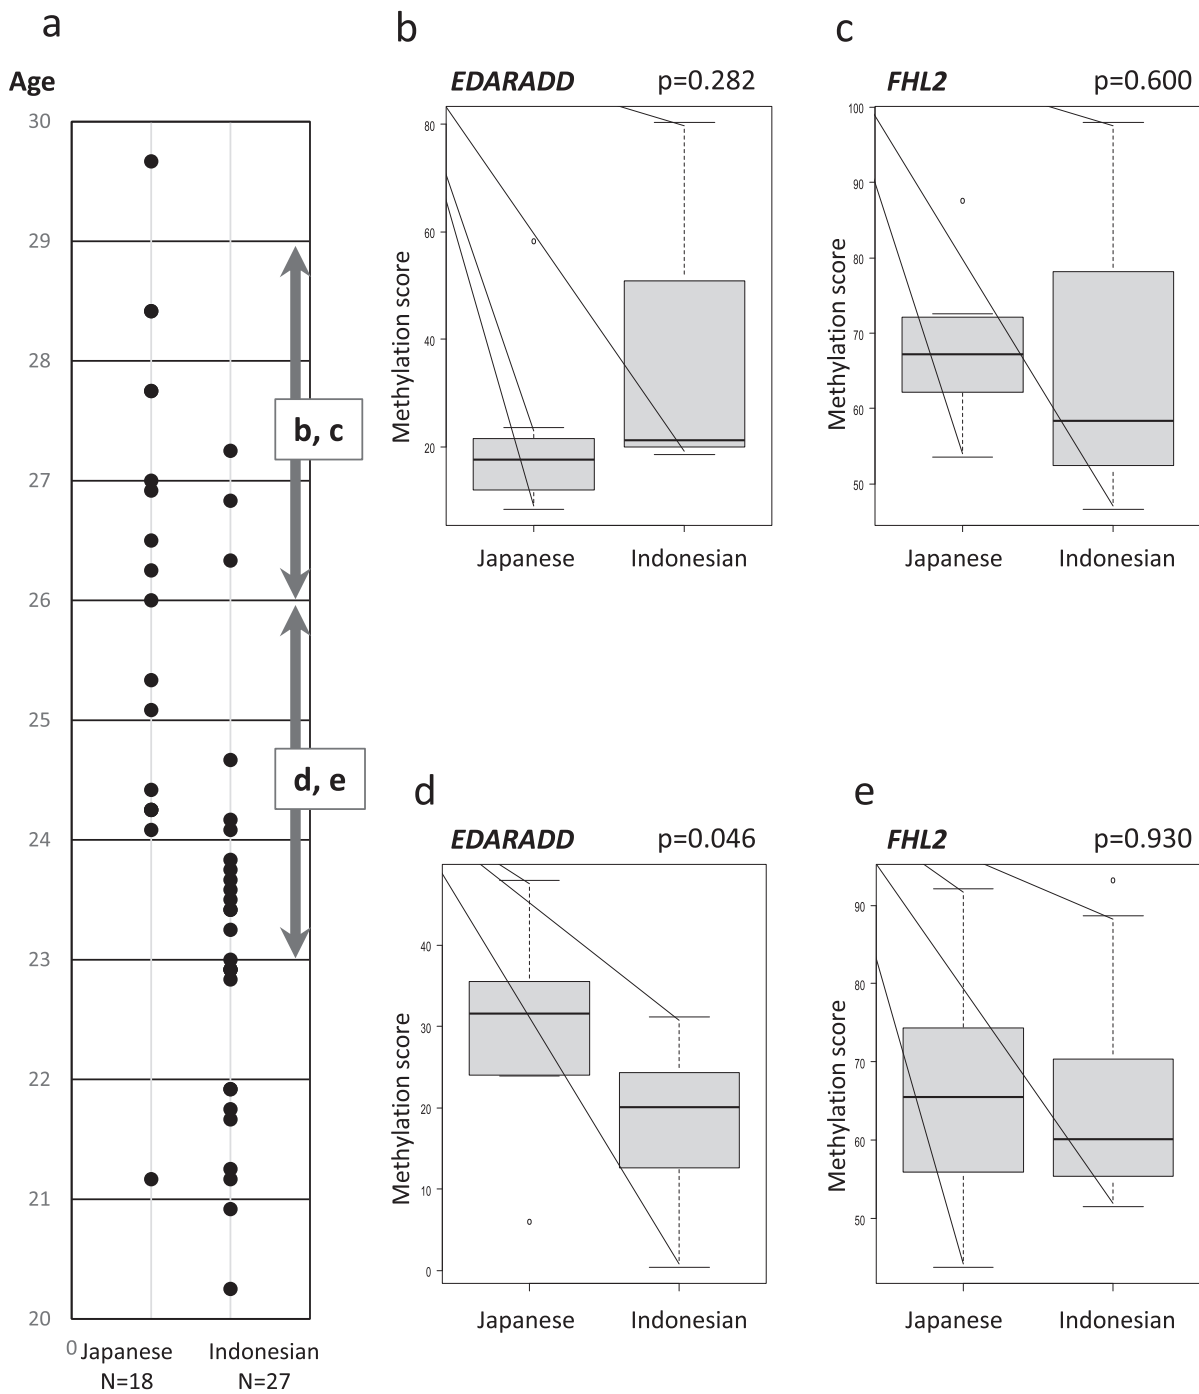 a
Age
30
29
28
27
26
25
24
23
22
21
20
0
Japanese
N=18
Indonesian
N=27
b, c
d, e
b
EDARADD p=0.282
Methylation score
80
60
40
20
Japanese Indonesian
c
FHL2 p=0.600
Methylation score
100
90
80
70
60
50
Japanese Indonesian
d
EDARADD p=0.046
Methylation score
40
30
20
10
0
Japanese Indonesian
e
FHL2 p=0.930
Methylation score
90
80
70
60
50
Japanese Indonesian